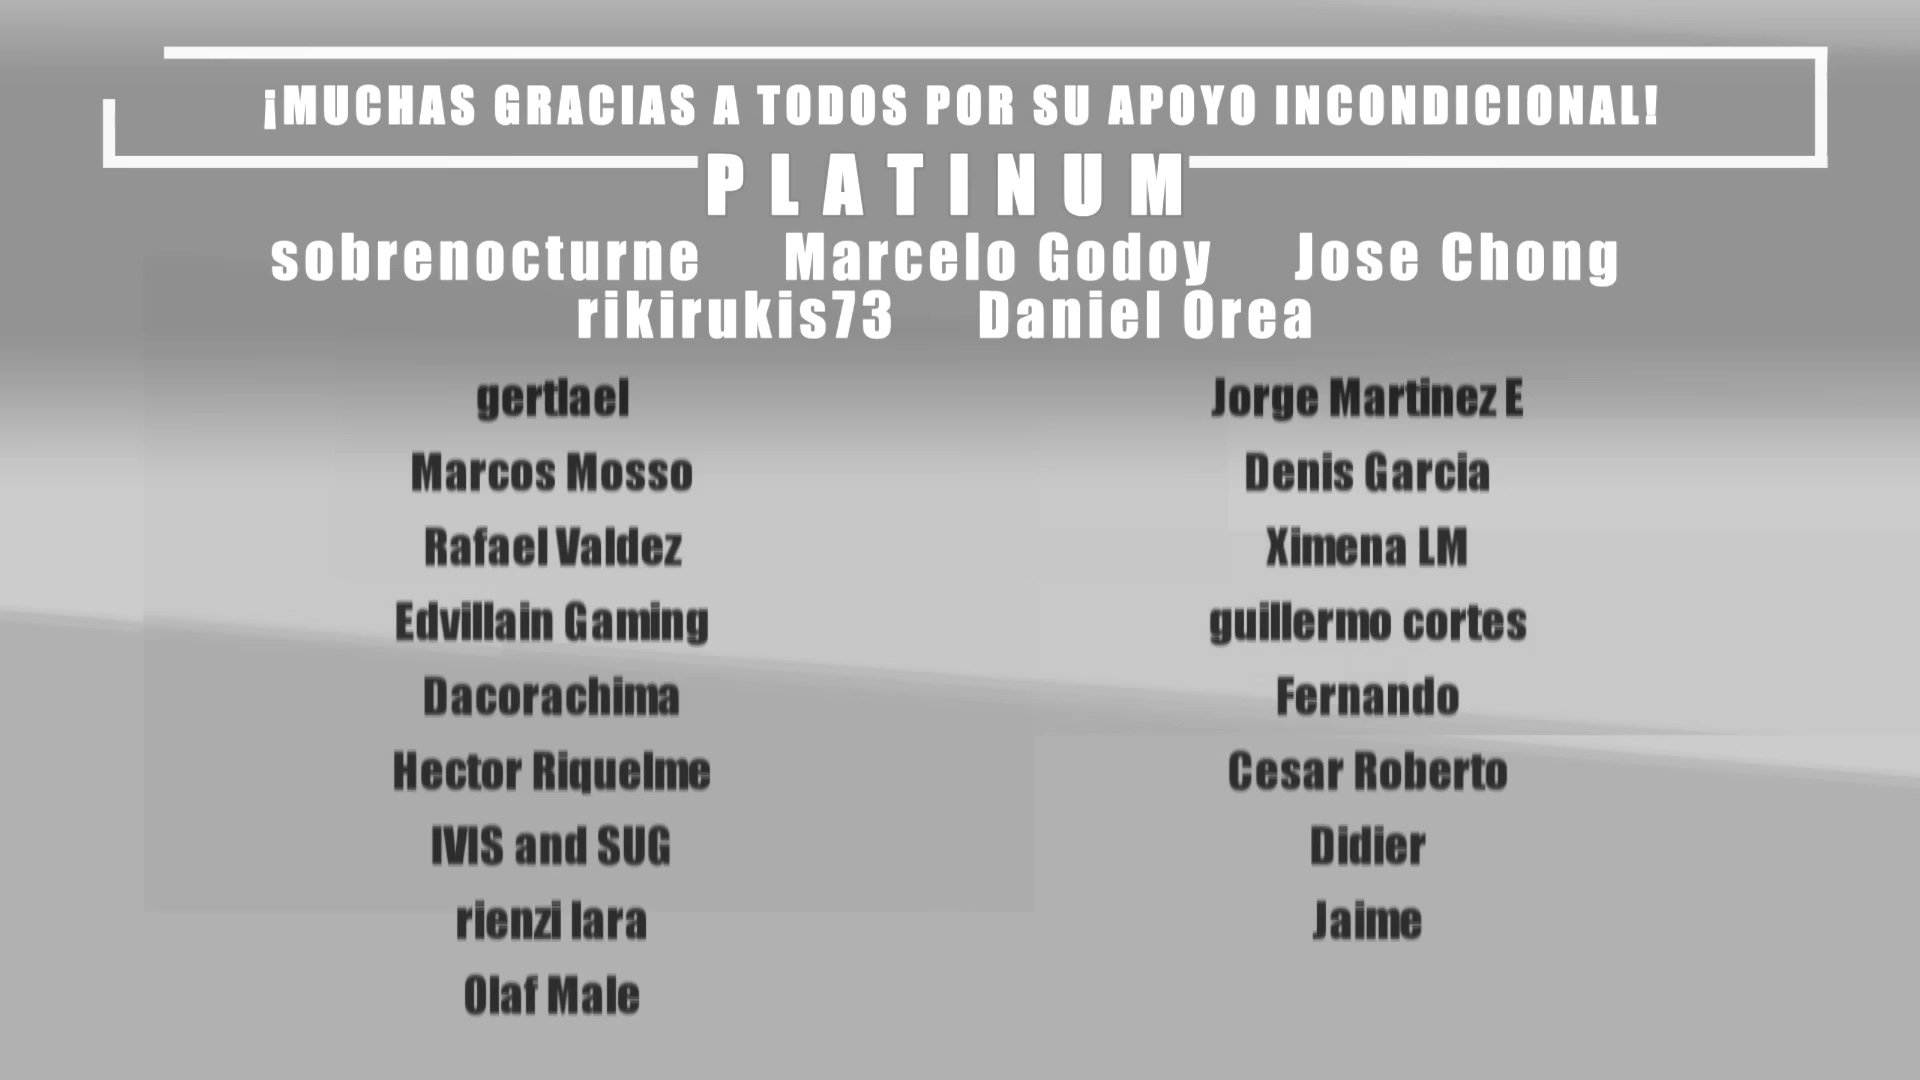 ¡MUCHAS GRACIAS A TODOS POR SU APOYO INCONDICIONAL!
PLATINUM
sobrenocturne Marcelo Godoy Jose Chong
rikirukis73 Daniel Orea
gertlael
Marcos Mosso
Rafael Valdez
Edvillain Gaming
Dacorachima
Hector Riquelme
IVIS and SUG
rienzi lara
Olaf Male
Jorge Martinez E
Denis Garcia
Ximena LM
guillermo cortes
Fernando
Cesar Roberto
Didier
Jaime